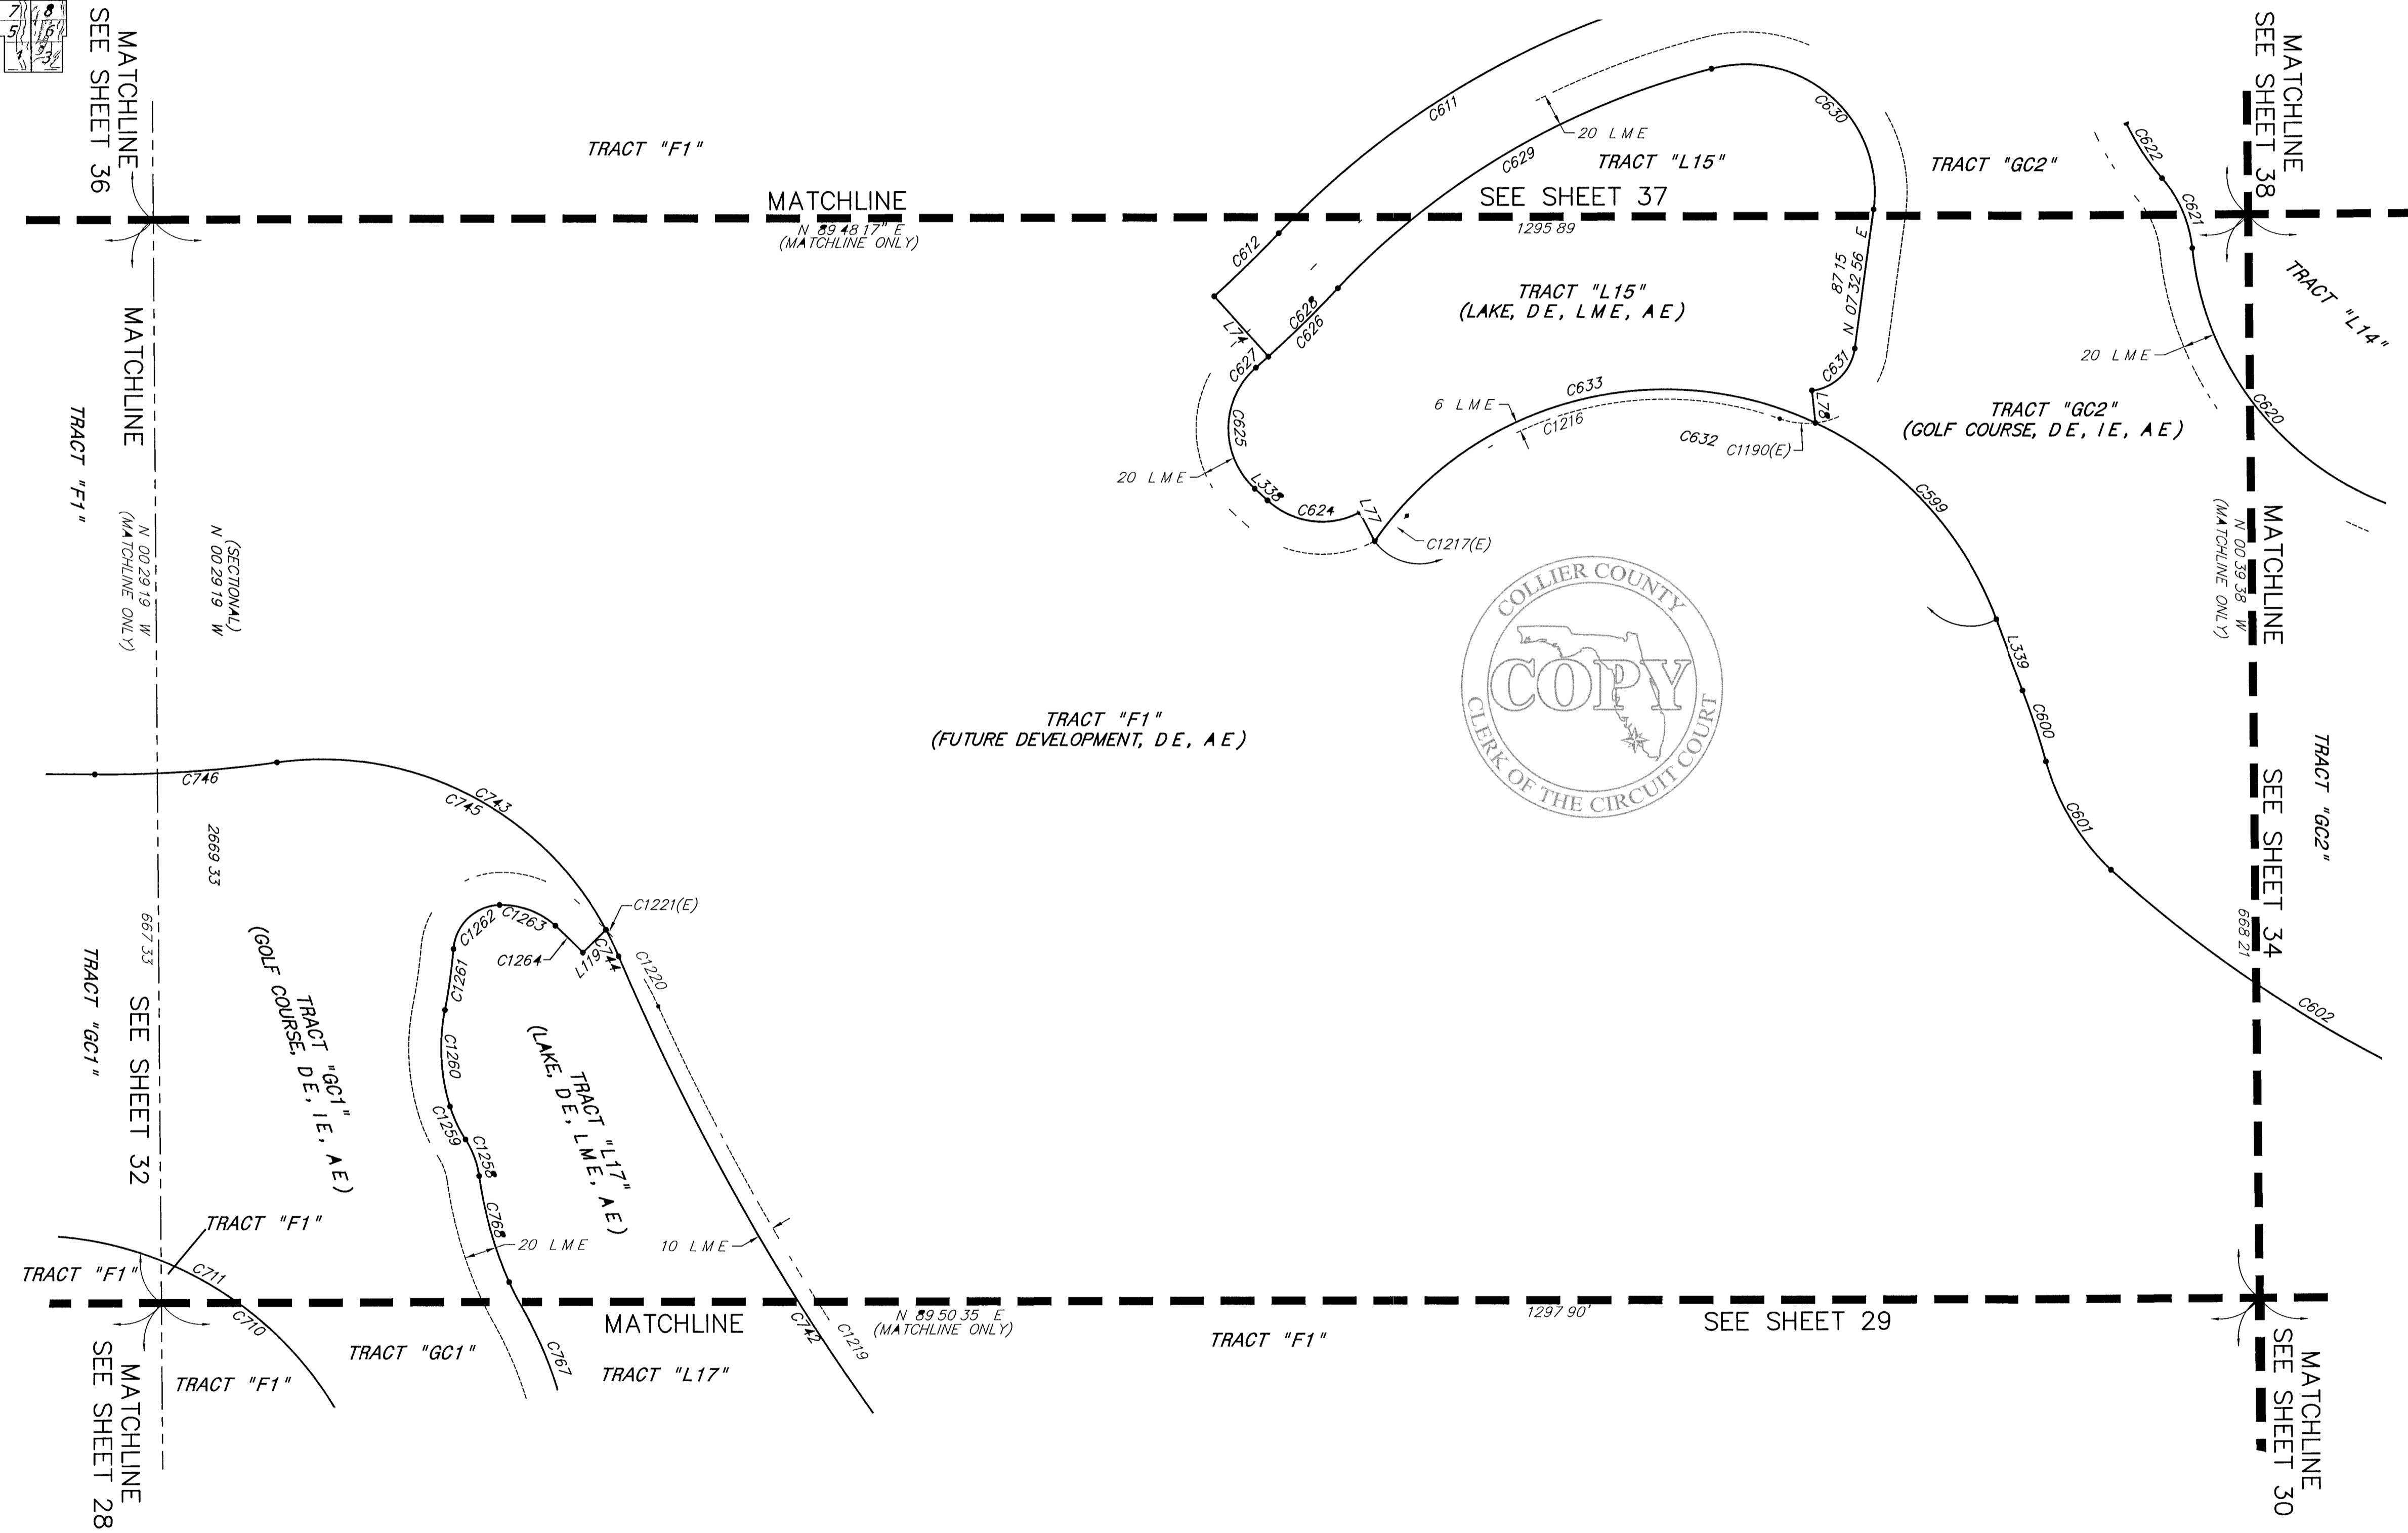 7 8
5 6
1 3
MATCHLINE
SEE SHEET 36
MATCHLINE
SEE SHEET 38
TRACT "F1"
C611
20 LME
C629
TRACT "L15"
C630
TRACT "GC2"
C622
C621
MATCHLINE
SEE SHEET 37
N 89 48 17" E
(MATCHLINE ONLY)
1295 89
C612
L74
C628
C626
C627
TRACT "L15"
(LAKE, DE, LME, AE)
87 15
N 07 32 56 E
C631
L78
TRACT "L14"
20 LME
C620
MATCHLINE
TRACT "F1"
C633
6 LME
C1216
C632
C1190(E)
TRACT "GC2"
(GOLF COURSE, DE, IE, AE)
C625
20 LME
L338
C624
L77
C1217(E)
C599
MATCHLINE
N 00 39 38 W
(MATCHLINE ONLY)
(SECTIONAL)
N 00 29 19 W
N 00 29 19 W
(MATCHLINE ONLY)
COLLIER COUNTY
COPY
CLERK OF THE CIRCUIT COURT
L339
C600
TRACT "F1"
(FUTURE DEVELOPMENT, DE, AE)
TRACT "GC2"
SEE SHEET 34
C746
C743
C745
C601
2669 33
667 33
668 21
C1221(E)
C1262
C1263
C1264
L119
C744
C1220
C1261
C602
TRACT "GC1"
SEE SHEET 32
TRACT "GC1"
(GOLF COURSE, DE, IE, AE)
C1260
C1259
C1258
TRACT "L17"
(LAKE, DE, LME, AE)
C768
20 LME
10 LME
TRACT "F1"
TRACT "F1"
C711
C710
MATCHLINE
N 89 50 35 E
(MATCHLINE ONLY)
1297 90'
SEE SHEET 29
C742
C1219
TRACT "F1"
TRACT "GC1"
C767
TRACT "L17"
TRACT "F1"
MATCHLINE
SEE SHEET 28
MATCHLINE
SEE SHEET 30